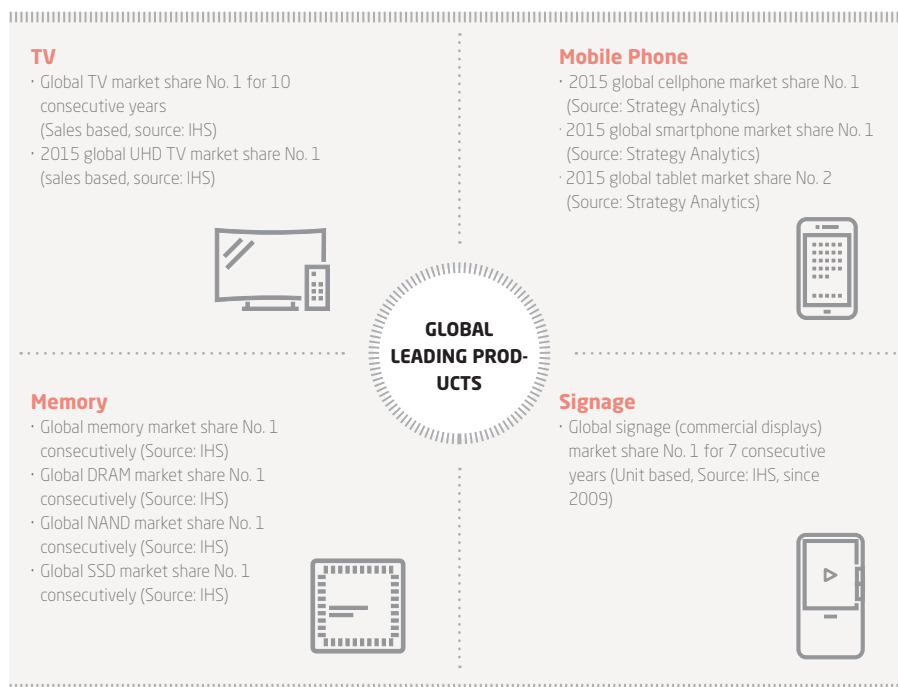 TV
· Global TV market share No. 1 for 10
consecutive years
(Sales based, source: IHS)
· 2015 global UHD TV market share No. 1
(sales based, source: IHS)
Mobile Phone
· 2015 global cellphone market share No. 1
(Source: Strategy Analytics)
· 2015 global smartphone market share No. 1
(Source: Strategy Analytics)
· 2015 global tablet market share No. 2
(Source: Strategy Analytics)
GLOBAL
LEADING PROD-
UCTS
Memory
· Global memory market share No. 1
consecutively (Source: IHS)
· Global DRAM market share No. 1
consecutively (Source: IHS)
· Global NAND market share No. 1
consecutively (Source: IHS)
· Global SSD market share No. 1
consecutively (Source: IHS)
Signage
· Global signage (commercial displays)
market share No. 1 for 7 consecutive
years (Unit based, Source: IHS, since
2009)